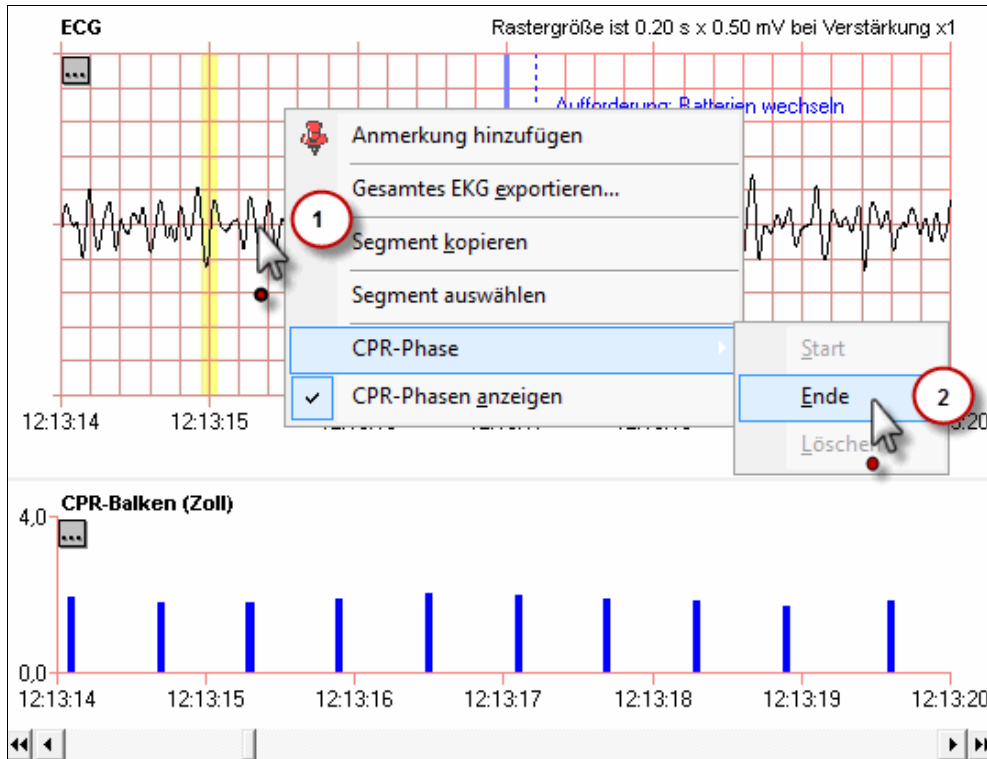 ECG
Rastergröße ist 0.20 s x 0.50 mV bei Verstärkung x1
...
Aufforderung: Batterien wechseln
Anmerkung hinzufügen
Gesamtes EKG exportieren...
1
Segment kopieren
Segment auswählen
CPR-Phase
Start
CPR-Phasen anzeigen
Ende
2
12:13:14
12:13:15
Löschen
CPR-Balken (Zoll)
4,0
...
0,0
12:13:14
12:13:15
12:13:16
12:13:17
12:13:18
12:13:19
12:13:20